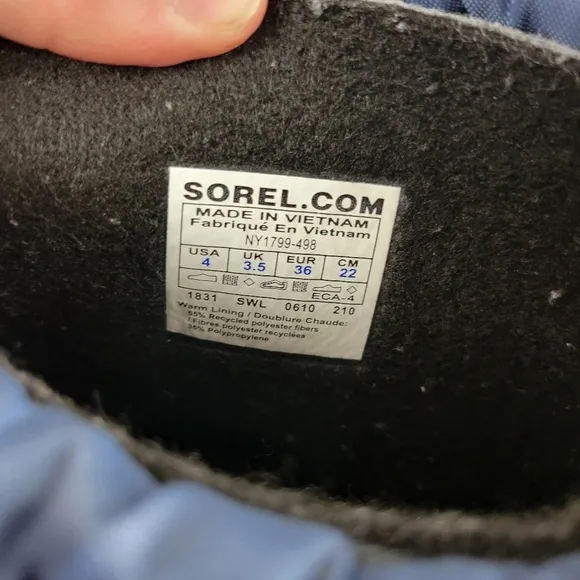 SOREL.COM
MADE IN VIETNAM
Fabriqué En Vietnam
NY1799-498
USA UK EUR CM
4 3.5 36 22
ECA-4
1831 SWL 0610 210
Warm Lining / Doublure Chaude:
65% Recycled polyester fibers
/ Fibres polyester recyclées
35% Polypropylene